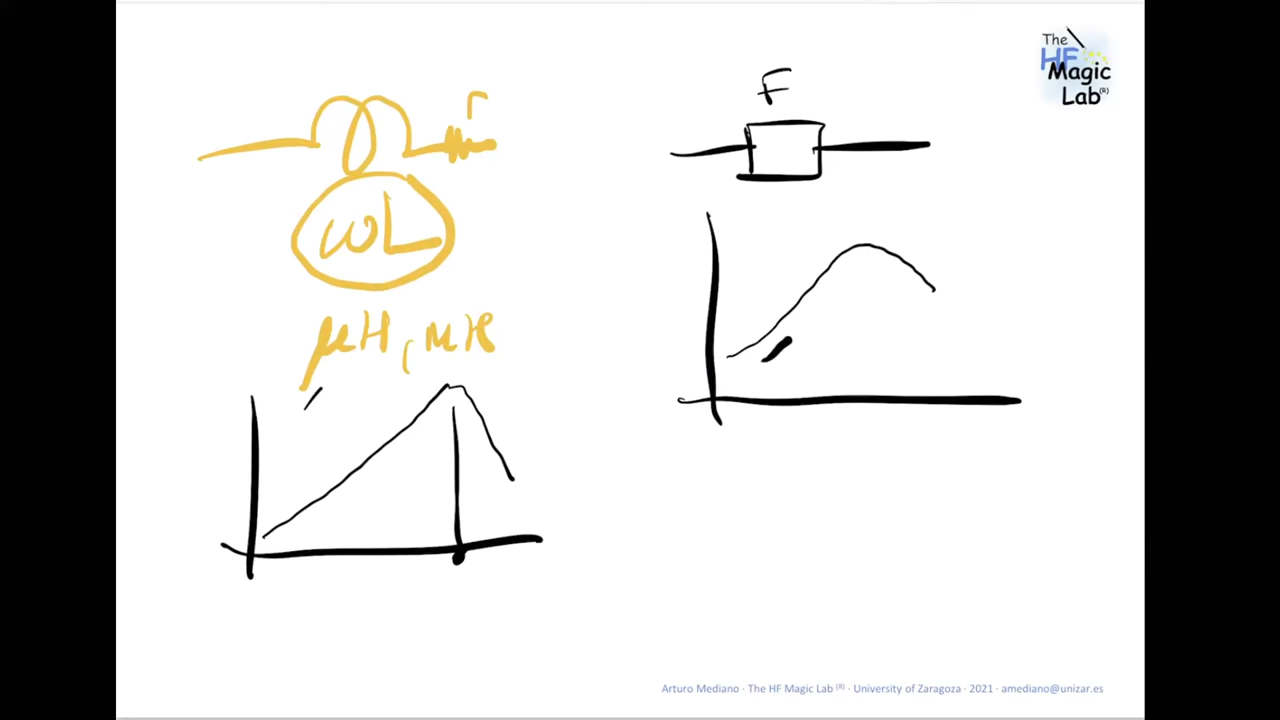 The
HF
Magic
Lab(R)
r
F
ωL
μH, nH
Arturo Mediano · The HF Magic Lab (R) · University of Zaragoza · 2021 · amediano@unizar.es